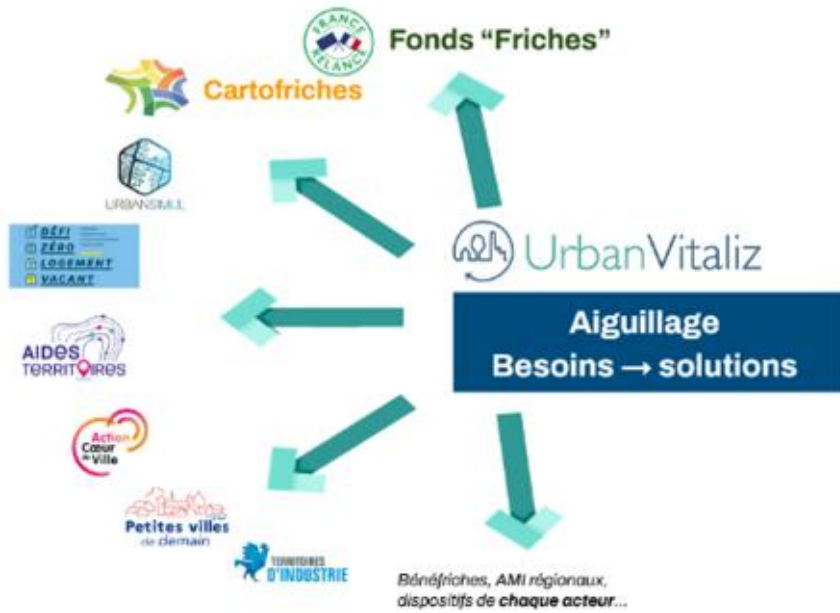 FRANCE
RELANCE
Fonds “Friches”
Cartofriches
URBANSIMUL
DÉFI
ZÉRO
LOGEMENT
VACANT
UrbanVitaliz
Aiguillage
Besoins → solutions
AIDES
TERRITOIRES
Action
Cœur
de Ville
Petites villes
de demain
TERRITOIRES
D'INDUSTRIE
Bénéfriches, AMI régionaux,
dispositifs de chaque acteur...